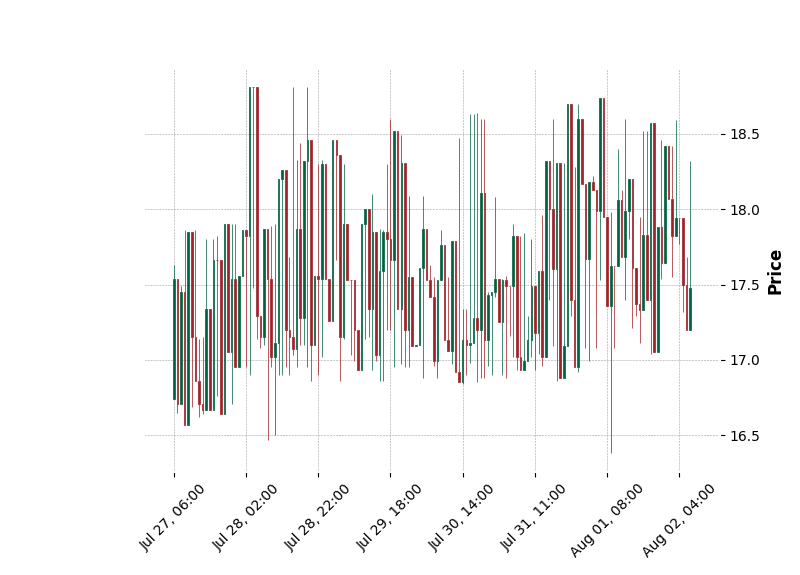 18.5
18.0
17.5
17.0
16.5
Price
Jul 27, 06:00
Jul 28, 02:00
Jul 28, 22:00
Jul 29, 18:00
Jul 30, 14:00
Jul 31, 11:00
Aug 01, 08:00
Aug 02, 04:00